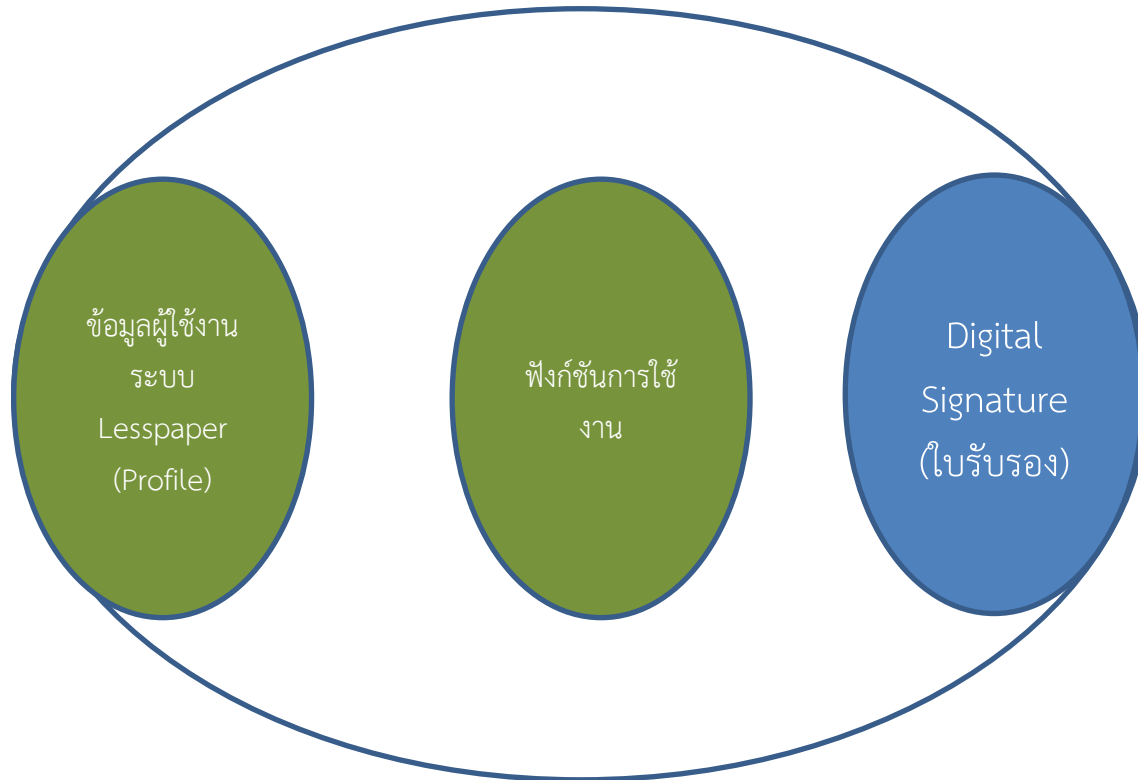 ข้อมูลผู้ใช้งาน
ระบบ
Lesspaper
(Profile)
ฟังก์ชันการใช้
งาน
Digital
Signature
(ใบรับรอง)